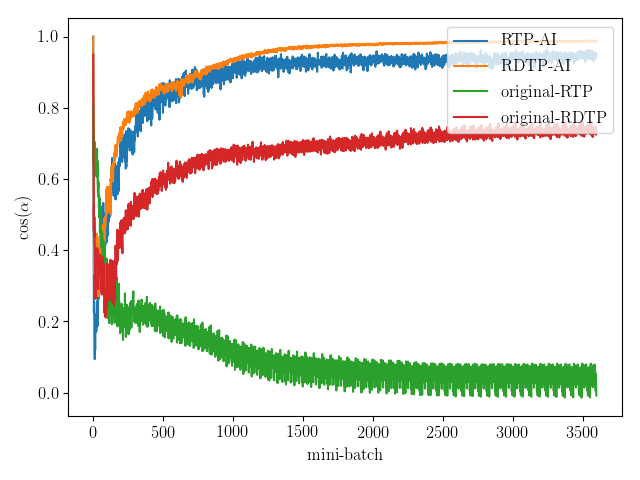 RTP-AI
RDTP-AI
original-RTP
original-RDTP
1.0
0.8
0.6
0.4
0.2
0.0
cos(α)
0 500 1000 1500 2000 2500 3000 3500
mini-batch